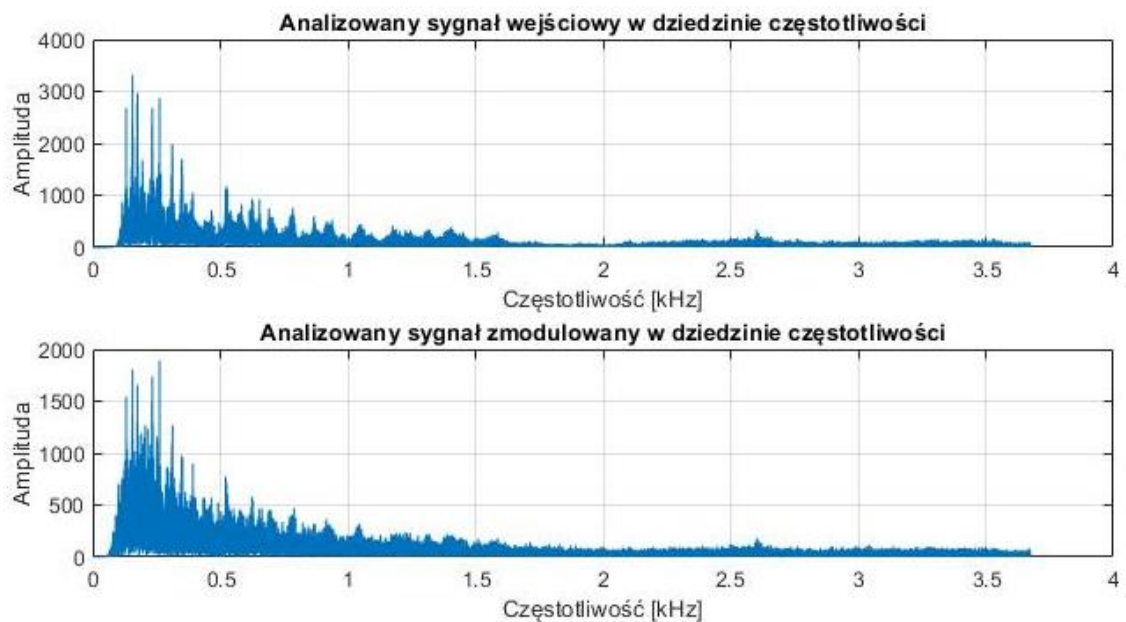 Analizowany sygnał wejściowy w dziedzinie częstotliwości
4000
3000
2000
1000
0
Amplituda
0 0.5 1 1.5 2 2.5 3 3.5 4
Częstotliwość [kHz]
Analizowany sygnał zmodulowany w dziedzinie częstotliwości
2000
1500
1000
500
0
Amplituda
0 0.5 1 1.5 2 2.5 3 3.5 4
Częstotliwość [kHz]